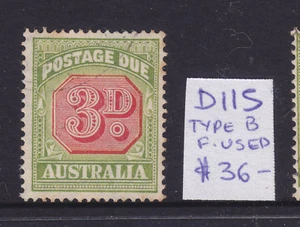 POSTAGE DUE
3D.
AUSTRALIA
D115
TYPE B
F. USED
$36-